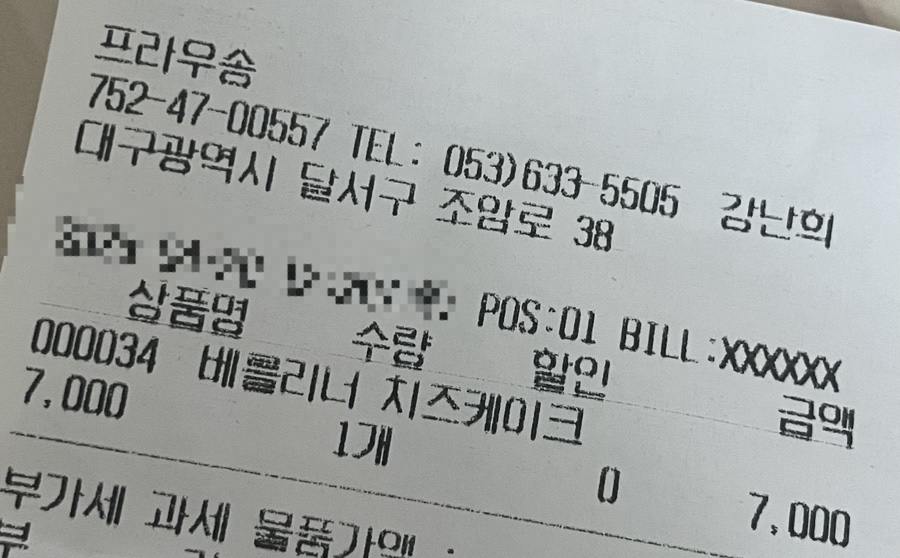 프라우송
752-47-00557 TEL: 053)633-5505 강난희
대구광역시 달서구 조암로 38
POS:01 BILL:XXXXXX
상품명 수량 할인 금액
000034 베를리너 치즈케이크
7,000 1개 0 7,000
부가세 과세 물품가액 :